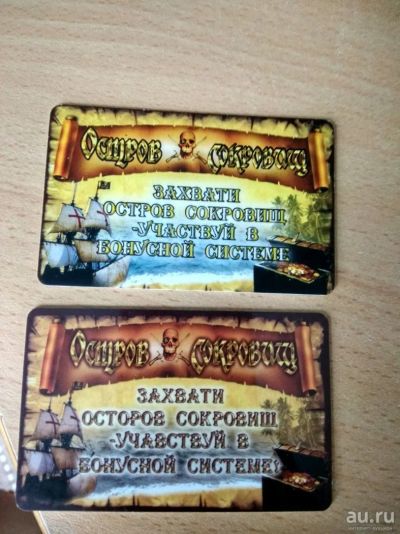 Остров сокровищ
ЗАХВАТИ
ОСТРОВ СОКРОВИЩ
-УЧАСТВУЙ В
БОНУСНОЙ СИСТЕМЕ
Остров сокровищ
ЗАХВАТИ
ОСТОРОВ СОКРОВИЩ
-УЧАВСТВУЙ В
БОНУСНОЙ СИСТЕМЕ!
au.ru